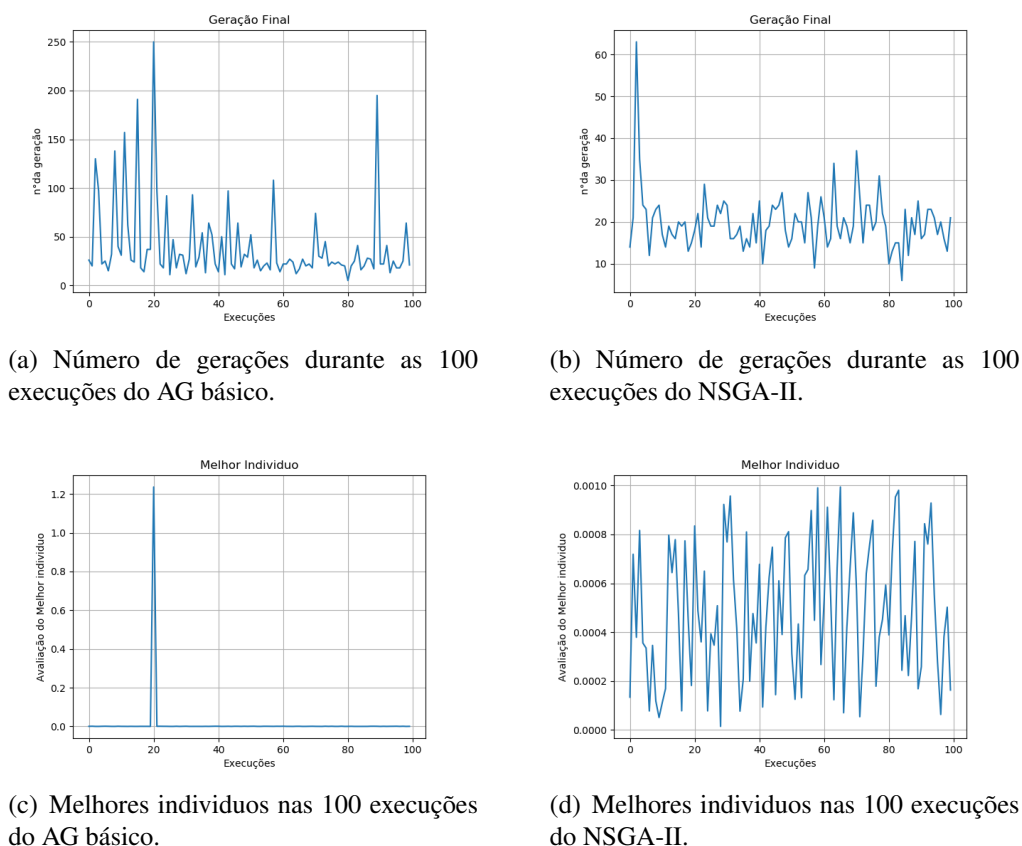 Geração Final
250
200
150
100
50
0
n°da geração
0 20 40 60 80 100
Execuções
(a) Número de gerações durante as 100
execuções do AG básico.
Geração Final
60
50
40
30
20
10
n°da geração
0 20 40 60 80 100
Execuções
(b) Número de gerações durante as 100
execuções do NSGA-II.
Melhor Individuo
1.2
1.0
0.8
0.6
0.4
0.2
0.0
Avaliação do Melhor individuo
0 20 40 60 80 100
Execuções
(c) Melhores individuos nas 100 execuções
do AG básico.
Melhor Individuo
0.0010
0.0008
0.0006
0.0004
0.0002
0.0000
Avaliação do Melhor individuo
0 20 40 60 80 100
Execuções
(d) Melhores individuos nas 100 execuções
do NSGA-II.